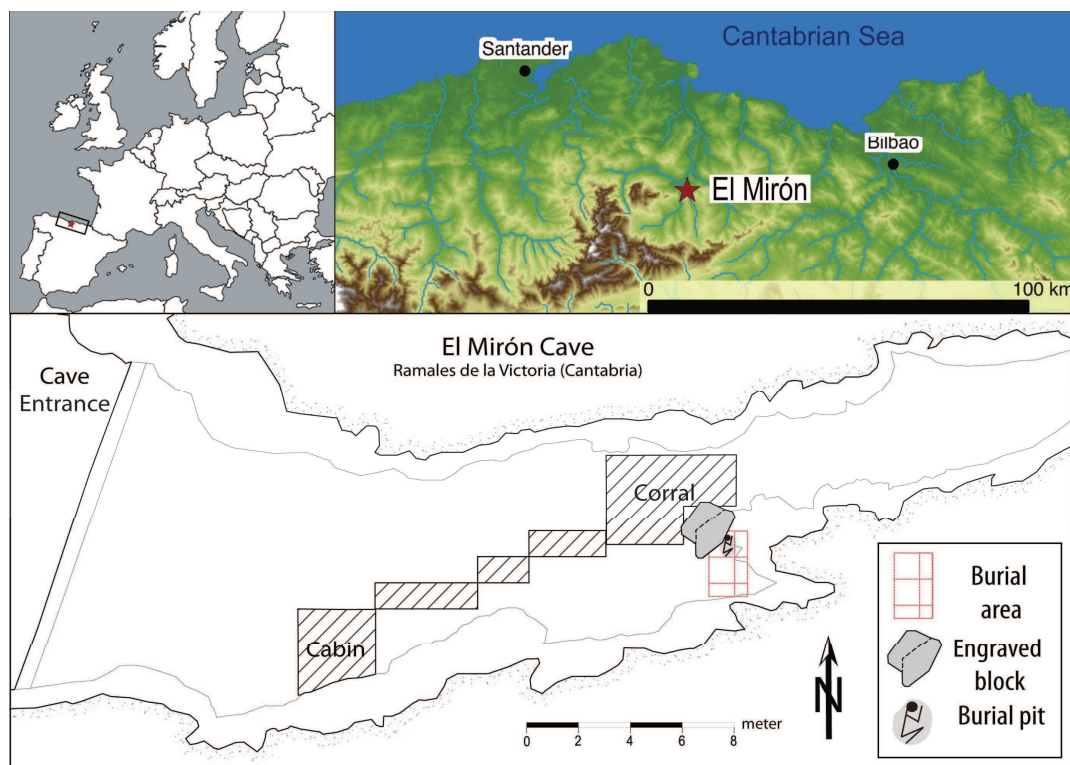 Cantabrian Sea
Santander
Bilbao
El Mirón
0
100 km
El Mirón Cave
Ramales de la Victoria (Cantabria)
Cave
Entrance
Corral
Cabin
Burial
area
Engraved
block
Burial pit
N
meter
0 2 4 6 8